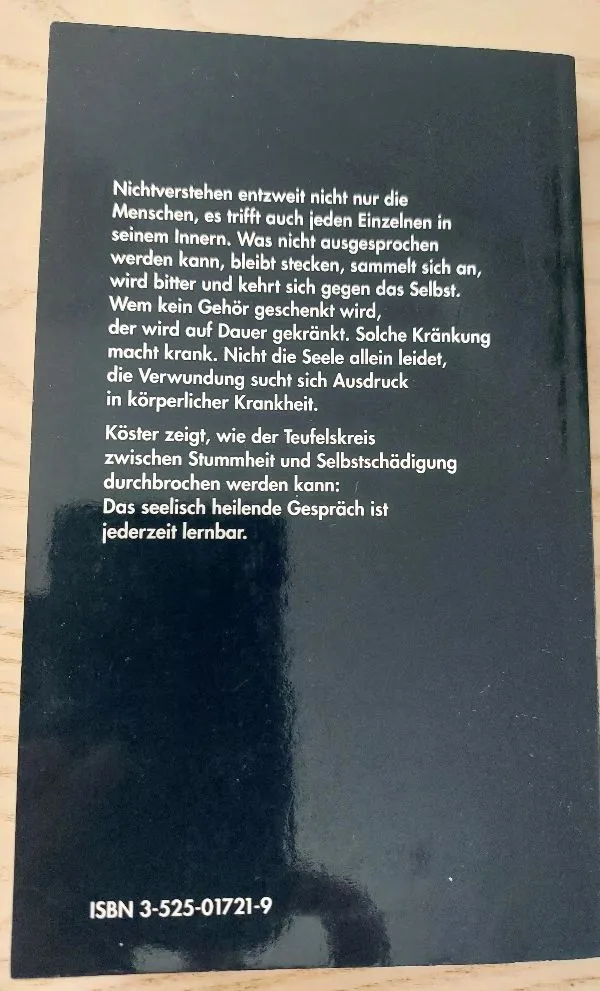 Nichtverstehen entzweit nicht nur die
Menschen, es trifft auch jeden Einzelnen in
seinem Innern. Was nicht ausgesprochen
werden kann, bleibt stecken, sammelt sich an,
wird bitter und kehrt sich gegen das Selbst.
Wem kein Gehör geschenkt wird,
der wird auf Dauer gekränkt. Solche Kränkung
macht krank. Nicht die Seele allein leidet,
die Verwundung sucht sich Ausdruck
in körperlicher Krankheit.
Köster zeigt, wie der Teufelskreis
zwischen Stummheit und Selbstschädigung
durchbrochen werden kann:
Das seelisch heilende Gespräch ist
jederzeit lernbar.
ISBN 3-525-01721-9